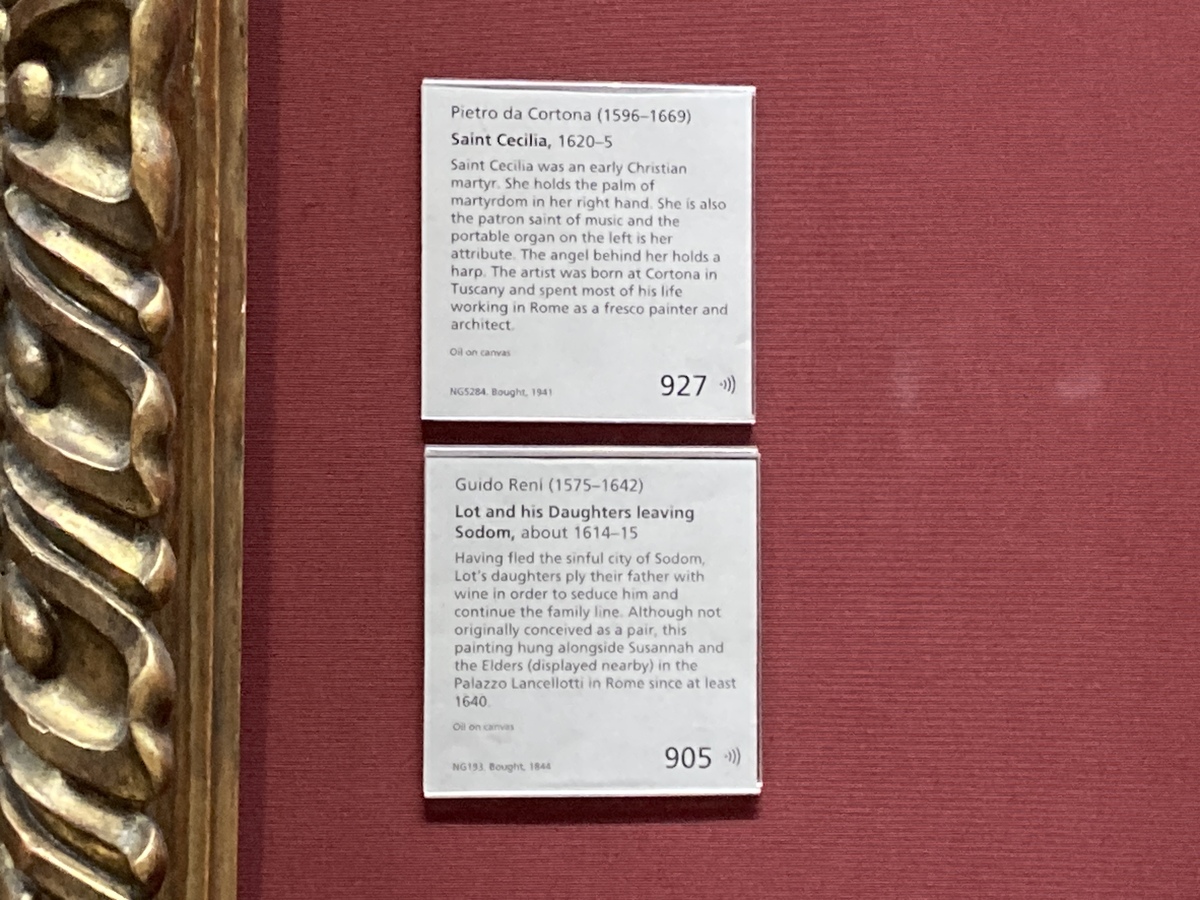 Pietro da Cortona (1596–1669)
Saint Cecilia, 1620–5
Saint Cecilia was an early Christian
martyr. She holds the palm of
martyrdom in her right hand. She is also
the patron saint of music and the
portable organ on the left is her
attribute. The angel behind her holds a
harp. The artist was born at Cortona in
Tuscany and spent most of his life
working in Rome as a fresco painter and
architect.
Oil on canvas
NG5284. Bought, 1941
927
Guido Reni (1575–1642)
Lot and his Daughters leaving
Sodom, about 1614–15
Having fled the sinful city of Sodom,
Lot's daughters ply their father with
wine in order to seduce him and
continue the family line. Although not
originally conceived as a pair, this
painting hung alongside Susannah and
the Elders (displayed nearby) in the
Palazzo Lancellotti in Rome since at least
1640.
Oil on canvas
NG193. Bought, 1844
905